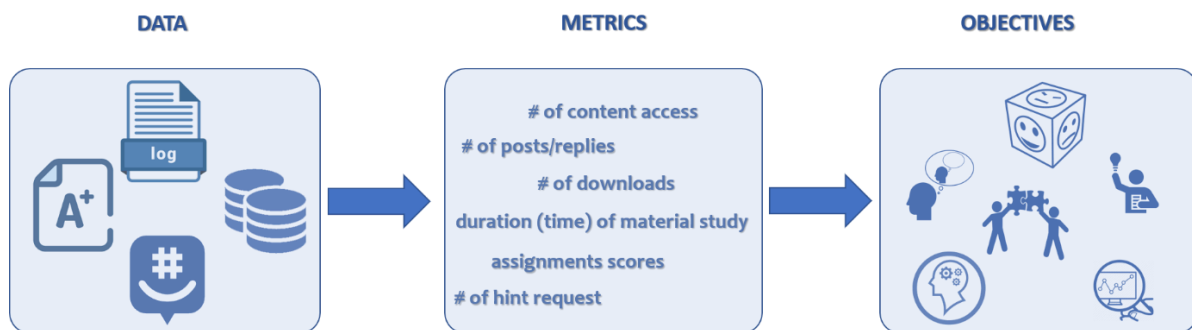 DATA
METRICS
OBJECTIVES
log
A+
#
# of content access
# of posts/replies
# of downloads
duration (time) of material study
assignments scores
# of hint request